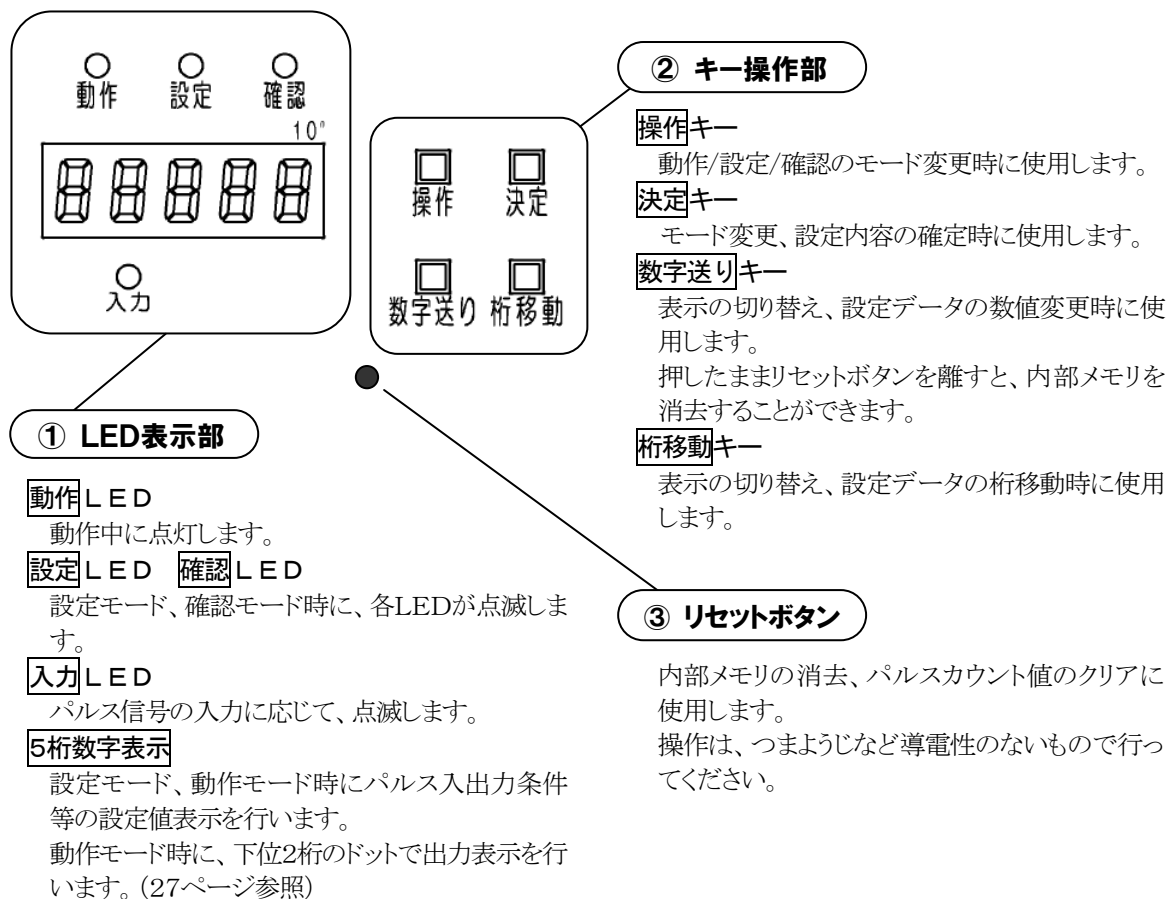 動作 設定 確認
10ⁿ
88888
入力
操作 決定
数字送り 桁移動
① LED表示部
動作LED
動作中に点灯します。
設定LED 確認LED
設定モード、確認モード時に、各LEDが点滅しま
す。
入力LED
パルス信号の入力に応じて、点滅します。
5桁数字表示
設定モード、動作モード時にパルス入出力条件
等の設定値表示を行います。
動作モード時に、下位2桁のドットで出力表示を行
います。(27ページ参照)
② キー操作部
操作キー
動作/設定/確認のモード変更時に使用します。
決定キー
モード変更、設定内容の確定時に使用します。
数字送りキー
表示の切り替え、設定データの数値変更時に使
用します。
押したままリセットボタンを離すと、内部メモリを
消去することができます。
桁移動キー
表示の切り替え、設定データの桁移動時に使用
します。
③ リセットボタン
内部メモリの消去、パルスカウント値のクリアに
使用します。
操作は、つまようじなど導電性のないもので行っ
てください。